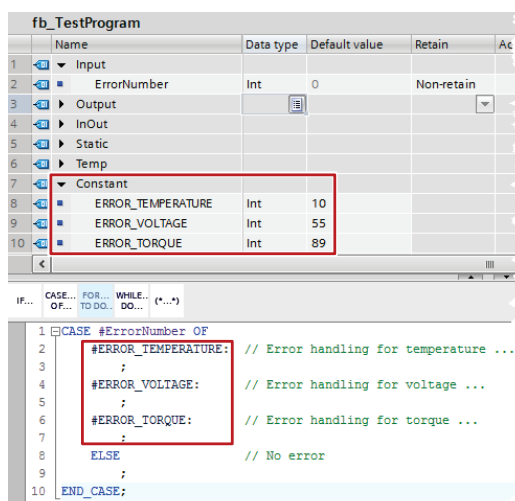 fb_TestProgram
Name Data type Default value Retain Ac
1 Input
2 ErrorNumber Int 0 Non-retain
3 Output
4 InOut
5 Static
6 Temp
7 Constant
8 ERROR_TEMPERATURE Int 10
9 ERROR_VOLTAGE Int 55
10 ERROR_TORQUE Int 89
IF... CASE... OF... FOR... TO DO.. WHILE.. DO... (*...*)
1 CASE #ErrorNumber OF
2 #ERROR_TEMPERATURE: // Error handling for temperature ...
3 ;
4 #ERROR_VOLTAGE: // Error handling for voltage ...
5 ;
6 #ERROR_TORQUE: // Error handling for torque ...
7 ;
8 ELSE // No error
9 ;
10 END_CASE;